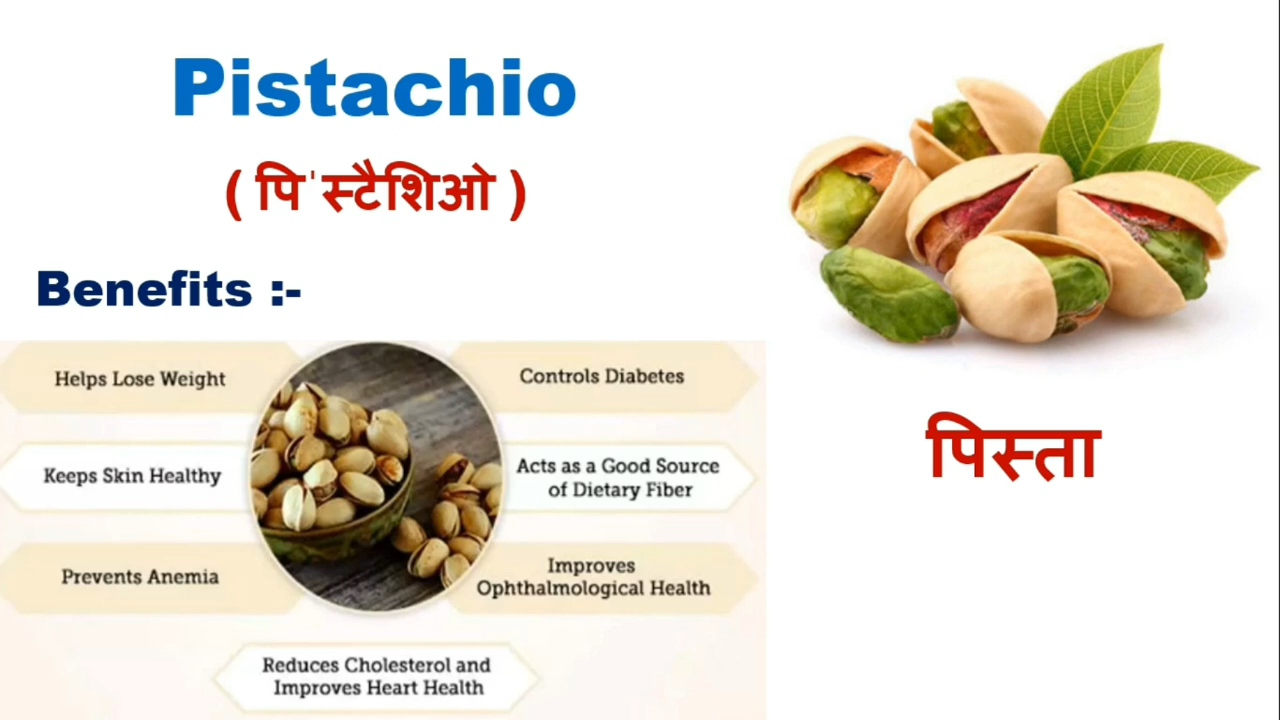 Pistachio
( पि'स्टैशिओ )
Benefits :-
Helps Lose Weight
Controls Diabetes
Keeps Skin Healthy
Acts as a Good Source
of Dietary Fiber
Prevents Anemia
Improves
Ophthalmological Health
Reduces Cholesterol and
Improves Heart Health
पिस्ता